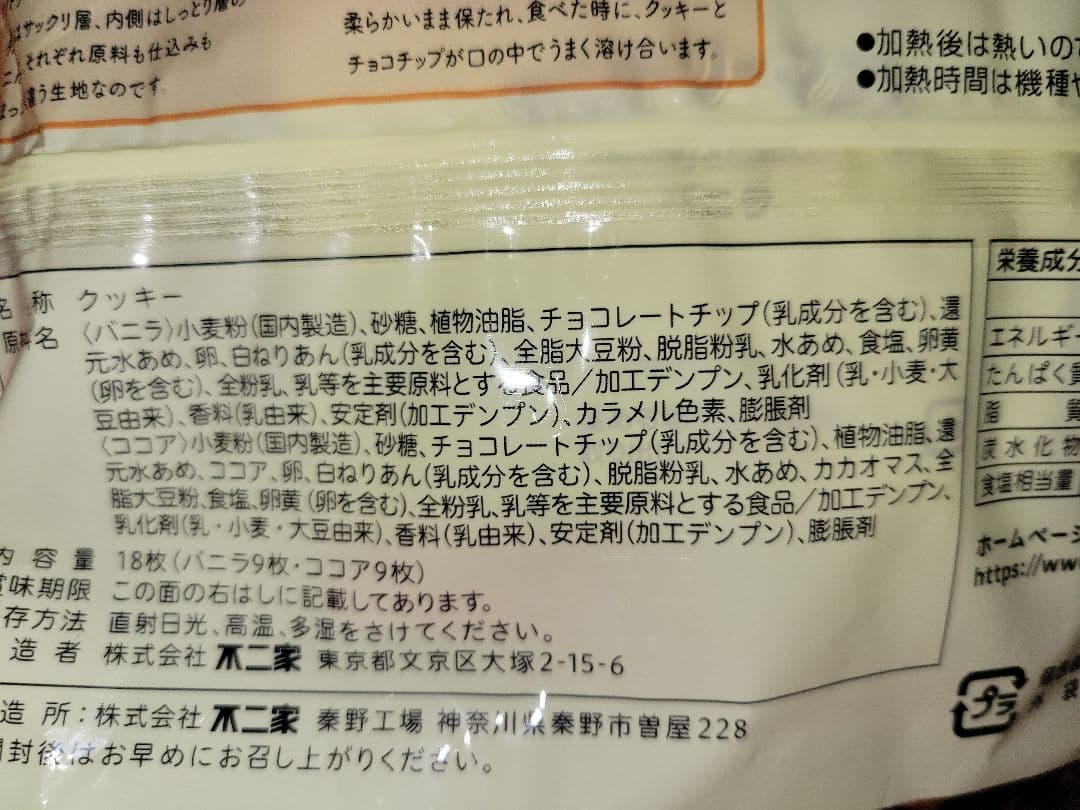 はサックリ層、内側はしっとり層の
それぞれ原料も仕込みも
違う生地なのです。
柔らかいまま保たれ、食べた時に、クッキーと
チョコチップが口の中でうまく溶け合います。
●加熱後は熱いので
●加熱時間は機種や
名 称 クッキー
原料名 〈バニラ〉小麦粉(国内製造)、砂糖、植物油脂、チョコレートチップ(乳成分を含む)、還
元水あめ、卵、白ねりあん(乳成分を含む)、全脂大豆粉、脱脂粉乳、水あめ、食塩、卵黄
(卵を含む)、全粉乳、乳等を主要原料とする食品/加工デンプン、乳化剤(乳・小麦・大
豆由来)、香料(乳由来)、安定剤(加工デンプン)、カラメル色素、膨脹剤
〈ココア〉小麦粉(国内製造)、砂糖、チョコレートチップ(乳成分を含む)、植物油脂、還
元水あめ、ココア、卵、白ねりあん(乳成分を含む)、脱脂粉乳、水あめ、カカオマス、全
脂大豆粉、食塩、卵黄(卵を含む)、全粉乳、乳等を主要原料とする食品/加工デンプン、
乳化剤(乳・小麦・大豆由来)、香料(乳由来)、安定剤(加工デンプン)、膨脹剤
内 容 量 18枚(バニラ9枚・ココア9枚)
賞味期限 この面の右はしに記載してあります。
存方法 直射日光、高温、多湿をさけてください。
造 者 株式会社 不二家 東京都文京区大塚2-15-6
造 所：株式会社 不二家 秦野工場 神奈川県秦野市曽屋228
開封後はお早めにお召し上がりください。
栄養成分
エネルギー
たんぱく質
脂 質
炭水化物
食塩相当量
ホームページ
https://www
プラ